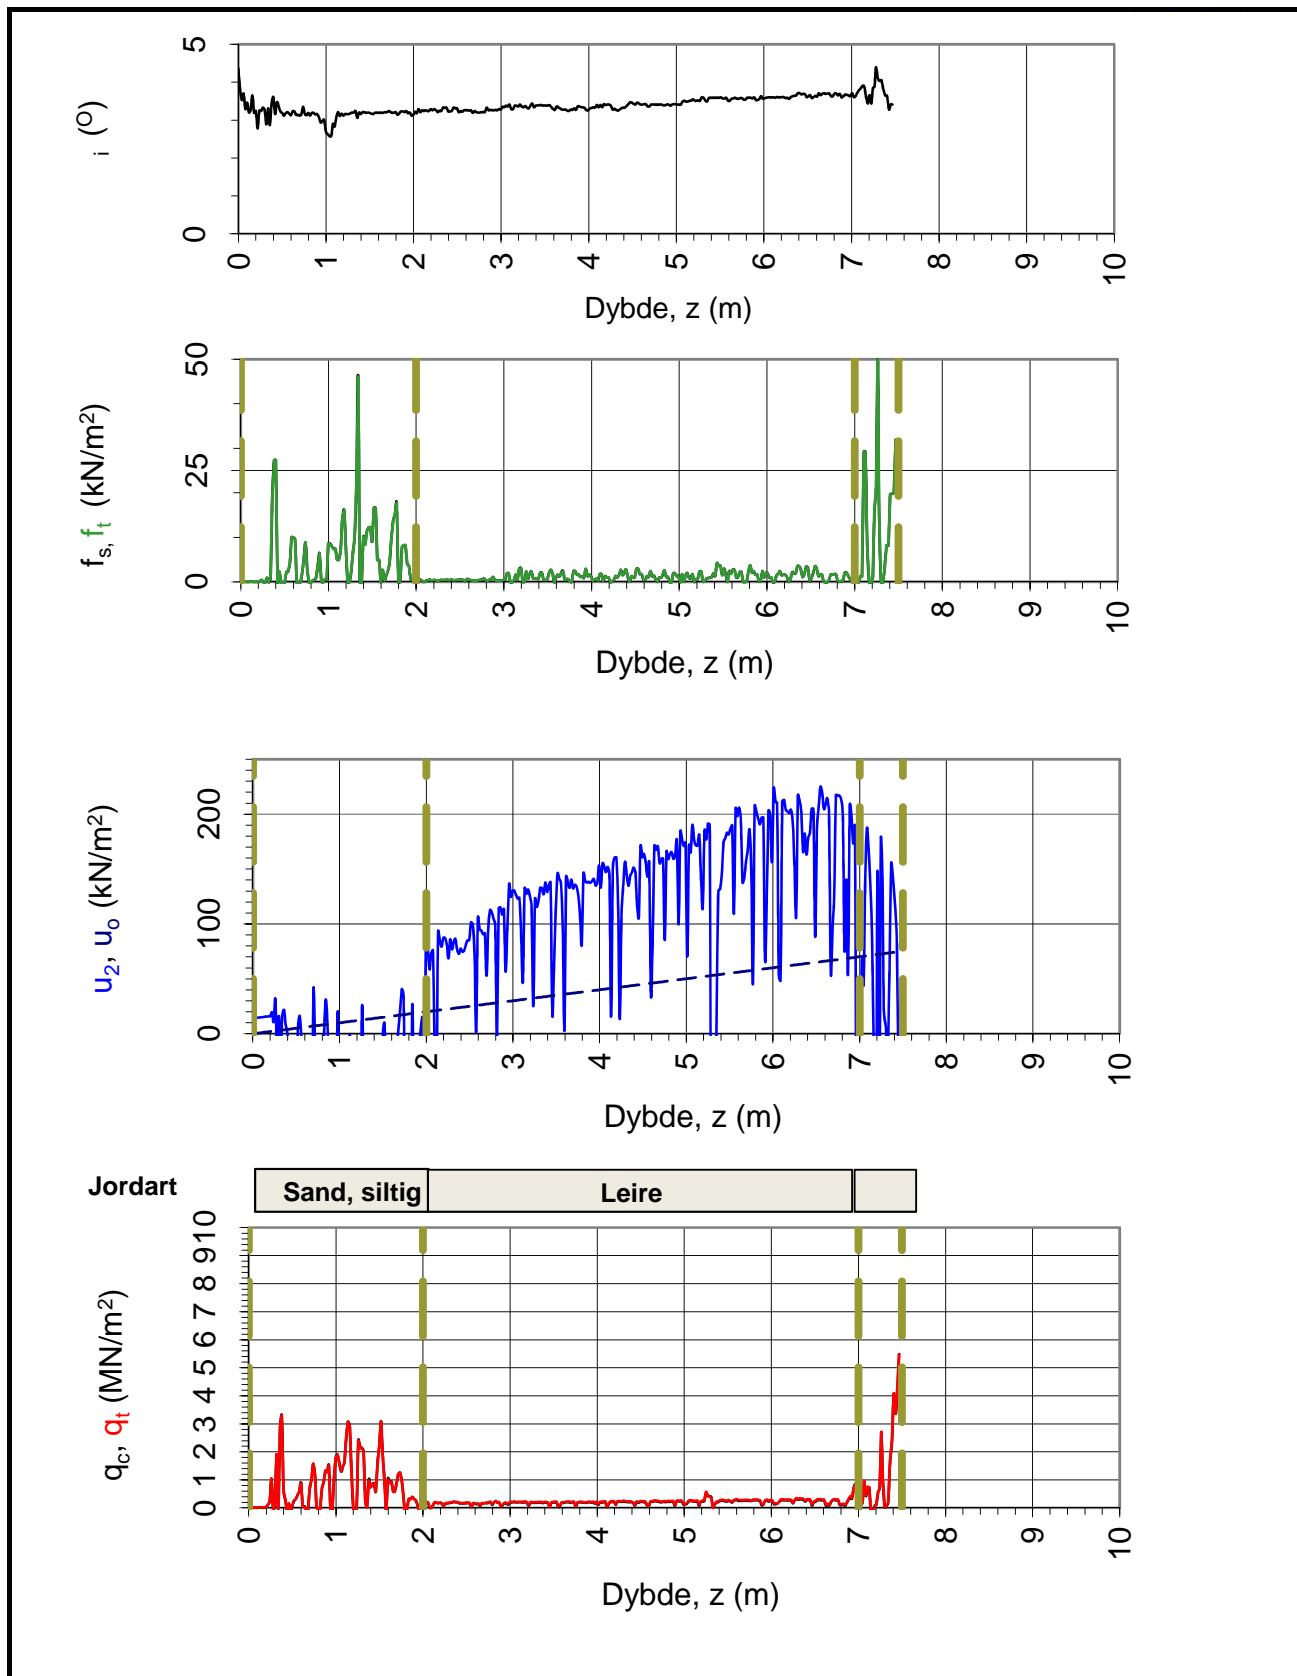 5
0
i (O)
0 1 2 3 4 5 6 7 8 9 10
Dybde, z (m)
50
25
0
fs, ft (kN/m2)
0 1 2 3 4 5 6 7 8 9 10
Dybde, z (m)
200
100
0
u2, uo (kN/m2)
0 1 2 3 4 5 6 7 8 9 10
Dybde, z (m)
Jordart
Sand, siltig
Leire
10
9
8
7
6
5
4
3
2
1
0
qc, qt (MN/m2)
0 1 2 3 4 5 6 7 8 9 10
Dybde, z (m)